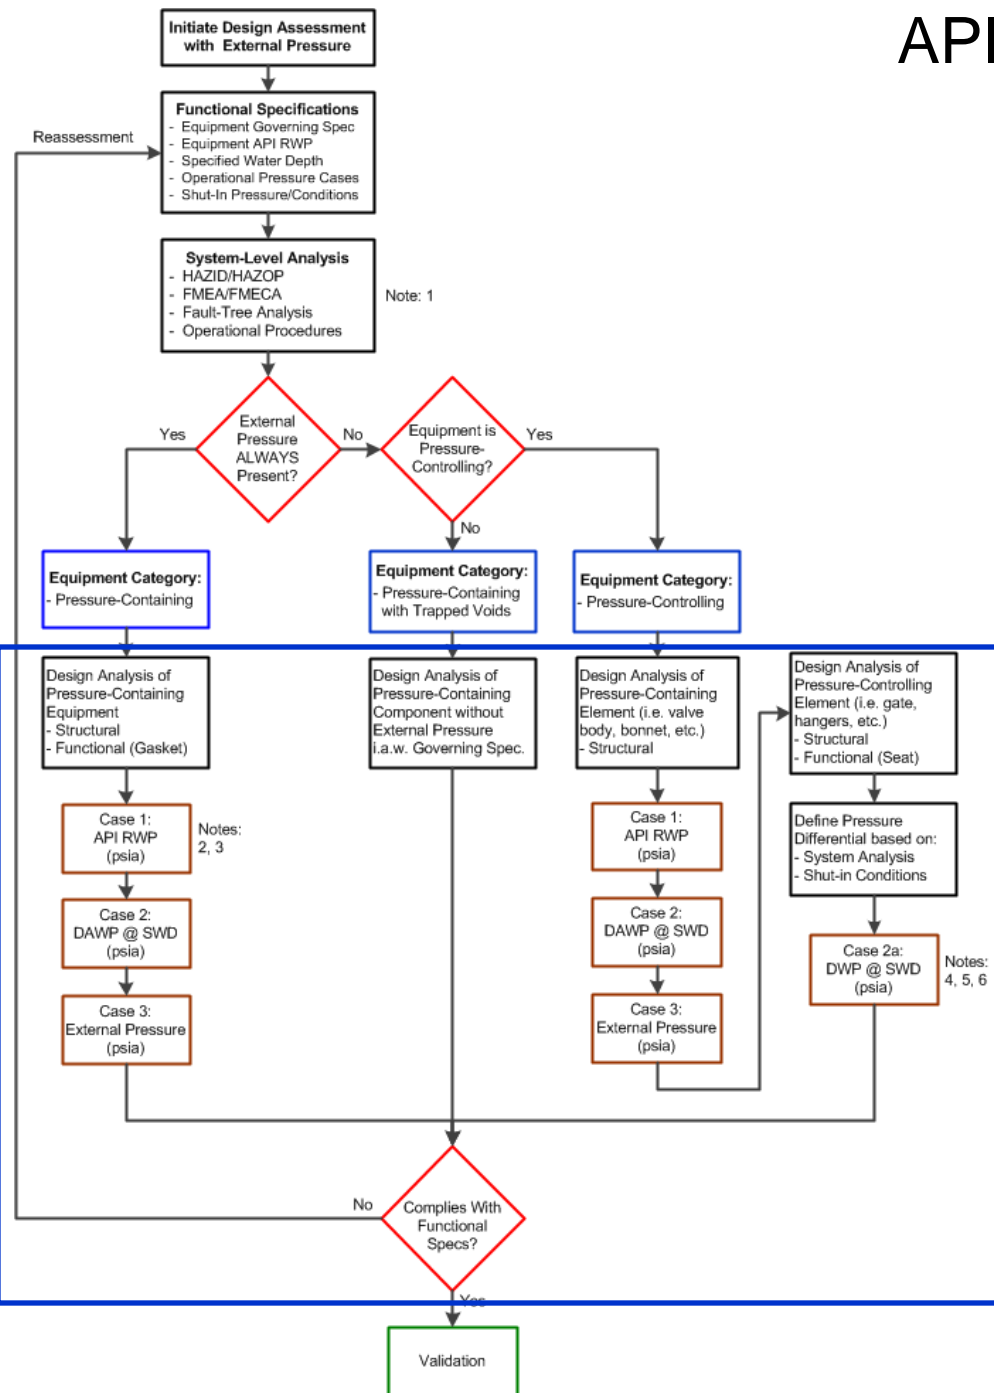 API
Initiate Design Assessment
with External Pressure
Functional Specifications
- Equipment Governing Spec
- Equipment API RWP
- Specified Water Depth
- Operational Pressure Cases
- Shut-In Pressure/Conditions
Reassessment
System-Level Analysis
- HAZID/HAZOP
- FMEA/FMECA
- Fault-Tree Analysis
- Operational Procedures
Note: 1
External
Pressure
ALWAYS
Present?
Yes
No
Equipment is
Pressure-
Controlling?
Yes
No
Equipment Category:
- Pressure-Containing
Equipment Category:
- Pressure-Containing
with Trapped Voids
Equipment Category:
- Pressure-Controlling
Design Analysis of
Pressure-Containing
Equipment
- Structural
- Functional (Gasket)
Design Analysis of
Pressure-Containing
Component without
External Pressure
i.a.w. Governing Spec.
Design Analysis of
Pressure-Containing
Element (i.e. valve
body, bonnet, etc.)
- Structural
Design Analysis of
Pressure-Controlling
Element (i.e. gate,
hangers, etc.)
- Structural
- Functional (Seat)
Case 1:
API RWP
(psia)
Notes:
2, 3
Case 2:
DAWP @ SWD
(psia)
Case 3:
External Pressure
(psia)
Case 1:
API RWP
(psia)
Case 2:
DAWP @ SWD
(psia)
Case 3:
External Pressure
(psia)
Define Pressure
Differential based on:
- System Analysis
- Shut-in Conditions
Case 2a:
DWP @ SWD
(psia)
Notes:
4, 5, 6
Complies With
Functional
Specs?
No
Yes
Validation